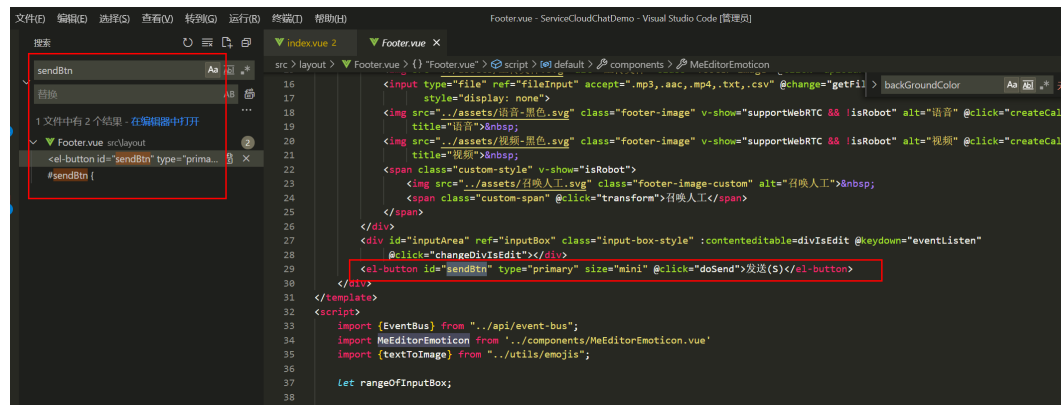 文件(F) 编辑(E) 选择(S) 查看(V) 转到(G) 运行(R) 终端(T) 帮助(H) Footer.vue - ServiceCloudChatDemo - Visual Studio Code [管理员]
搜索
index.vue 2 Footer.vue
sendBtn Aa ab .*
替换 AB
1 文件中有 2 个结果 - 在编辑器中打开
Footer.vue src\layout 2
<el-button id="sendBtn" type="prima...
#sendBtn {
src > layout > Footer.vue > {} "Footer.vue" > script > default > components > MeEditorEmoticon
backGroundColor Aa ab .*
16 <input type="file" ref="fileInput" accept=".mp3,.aac,.mp4,.txt,.csv" @change="getFil
17 style="display: none">
18 <img src="../assets/语音-黑色.svg" class="footer-image" v-show="supportWebRTC && !isRobot" alt="语音" @click="createCal
19 title="语音">&nbsp;
20 <img src="../assets/视频-黑色.svg" class="footer-image" v-show="supportWebRTC && !isRobot" alt="视频" @click="createCal
21 title="视频">&nbsp;
22 <span class="custom-style" v-show="isRobot">
23 <img src="../assets/召唤人工.svg" class="footer-image-custom" alt="召唤人工">&nbsp;
24 <span class="custom-span" @click="transform">召唤人工</span>
25 </span>
26 </div>
27 <div id="inputArea" ref="inputBox" class="input-box-style" :contenteditable=divIsEdit @keydown="eventListen"
28 @click="changeDivIsEdit"></div>
29 <el-button id="sendBtn" type="primary" size="mini" @click="doSend">发送(S)</el-button>
30 </div>
31 </template>
32 <script>
33 import {EventBus} from "../api/event-bus";
34 import MeEditorEmoticon from '../components/MeEditorEmoticon.vue'
35 import {textToImage} from "../utils/emojis";
36
37 let rangeOfInputBox;
38